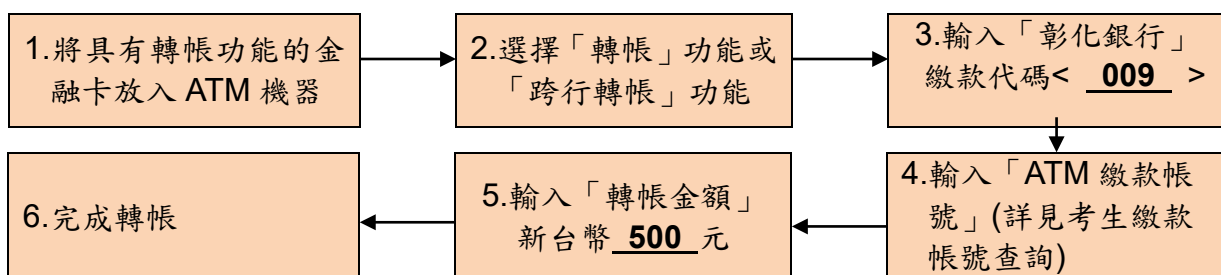 1.將具有轉帳功能的金
融卡放入 ATM 機器
2.選擇「轉帳」功能或
「跨行轉帳」功能
3.輸入「彰化銀行」
繳款代碼< 009 >
4.輸入「ATM 繳款帳
號」(詳見考生繳款
帳號查詢)
5.輸入「轉帳金額」
新台幣 500 元
6.完成轉帳